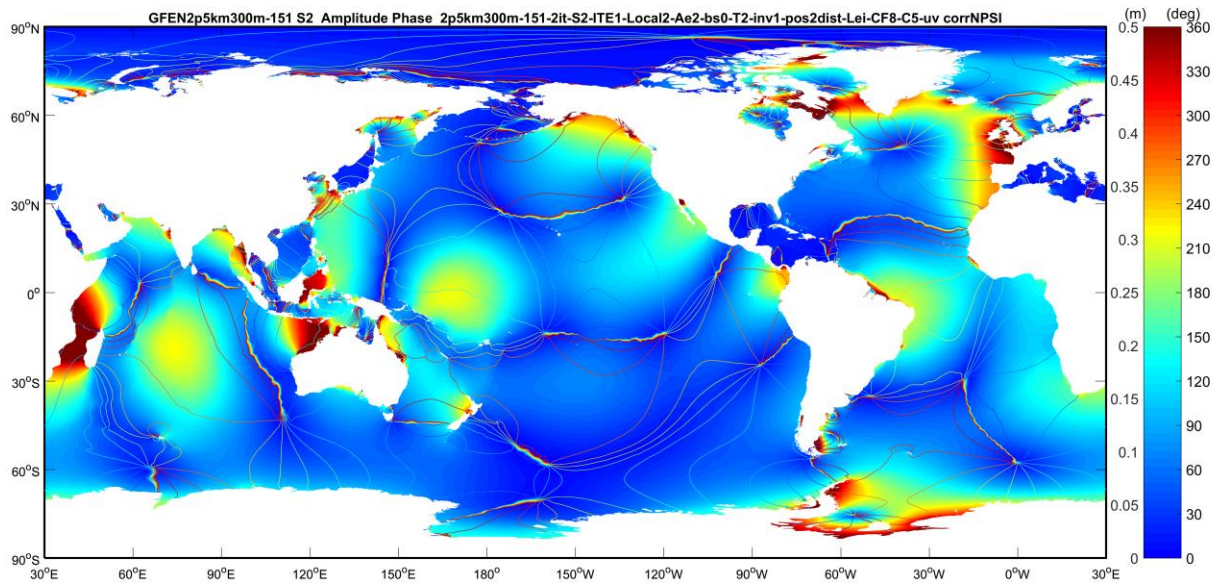 GFEN2p5km300m-151 S2 Amplitude Phase 2p5km300m-151-2it-S2-ITE1-Local2-Ae2-bs0-T2-inv1-pos2dist-Lei-CF8-C5-uv corrNPSI
(m) (deg)
90°N
60°N
30°N
0°
30°S
60°S
90°S
30°E 60°E 90°E 120°E 150°E 180° 150°W 120°W 90°W 60°W 30°W 0°W 30°E
0.5
0.45
0.4
0.35
0.3
0.25
0.2
0.15
0.1
0.05
0
360
330
300
270
240
210
180
150
120
90
60
30
0